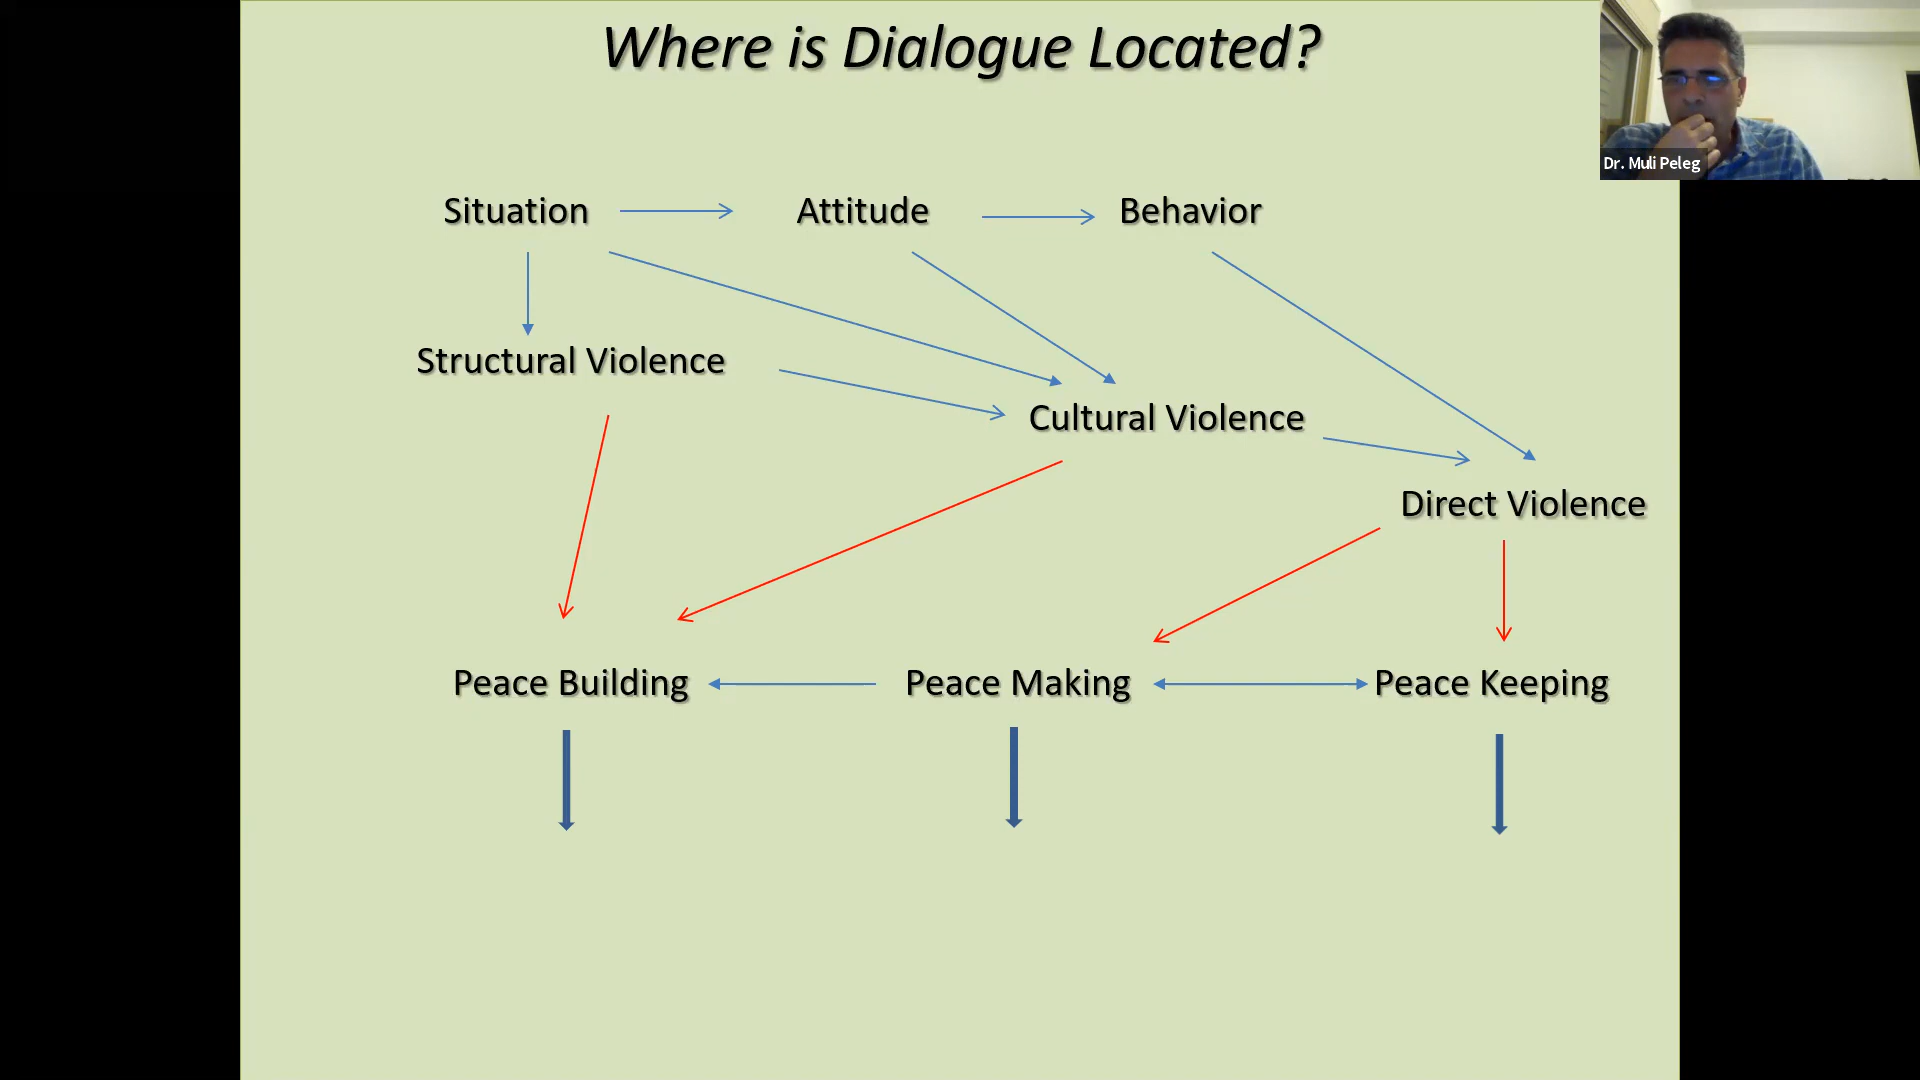 Where is Dialogue Located?
Dr. Muli Peleg
Situation Attitude Behavior
Structural Violence
Cultural Violence
Direct Violence
Peace Building Peace Making Peace Keeping